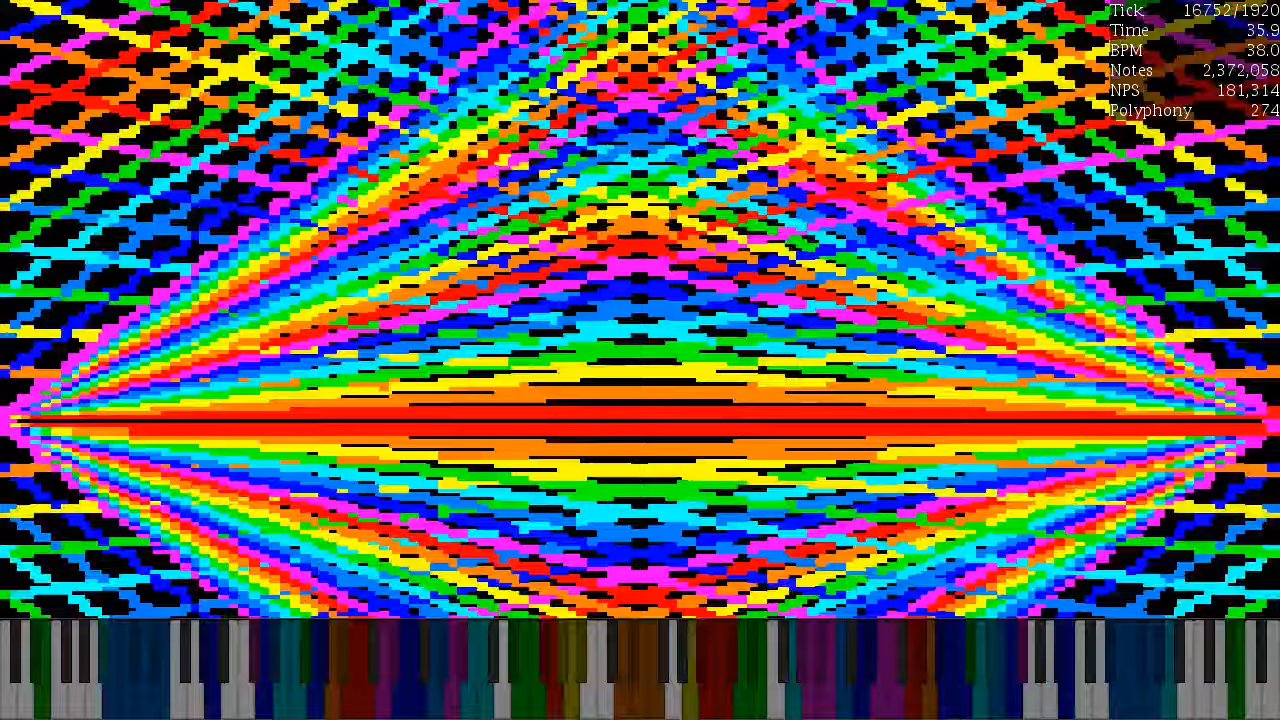 Tick 16752/1920
Time 35.9
BPM 38.0
Notes 2,372,058
NPS 181,314
Polyphony 274